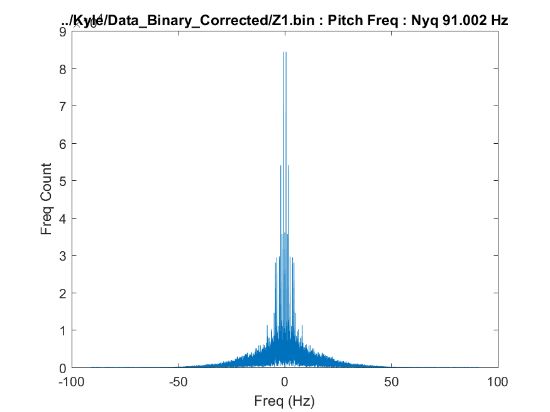 ../Kyle/Data_Binary_Corrected/Z1.bin : Pitch Freq : Nyq 91.002 Hz
9
8
7
6
5
4
3
2
1
0
Freq Count
-100 -50 0 50 100
Freq (Hz)